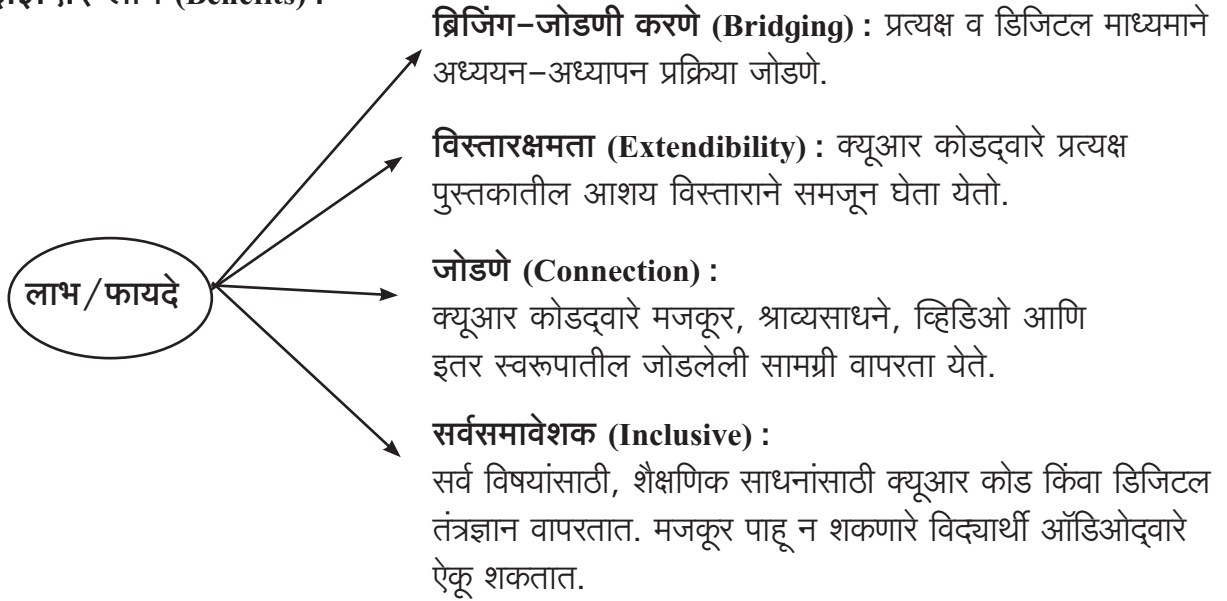 लाभ (Benefits) :
ब्रिजिंग-जोडणी करणे (Bridging) : प्रत्यक्ष व डिजिटल माध्यमाने
अध्ययन-अध्यापन प्रक्रिया जोडणे.
विस्तारक्षमता (Extendibility) : क्यूआर कोडद्‌वारे प्रत्यक्ष
पुस्तकातील आशय विस्ताराने समजून घेता येतो.
लाभ/फायदे
जोडणे (Connection) :
क्यूआर कोडद्‌वारे मजकूर, श्राव्यसाधने, व्हिडिओ आणि
इतर स्वरूपातील जोडलेली सामग्री वापरता येते.
सर्वसमावेशक (Inclusive) :
सर्व विषयांसाठी, शैक्षणिक साधनांसाठी क्यूआर कोड किंवा डिजिटल
तंत्रज्ञान वापरतात. मजकूर पाहू न शकणारे विद्यार्थी ऑडिओद्‌वारे
ऐकू शकतात.